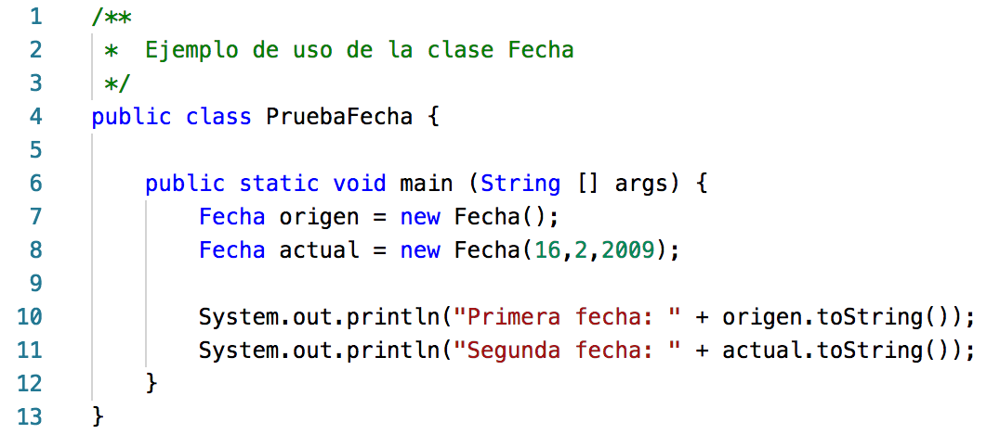 1 /**
2  *  Ejemplo de uso de la clase Fecha
3  */
4 public class PruebaFecha {
5
6     public static void main (String [] args) {
7         Fecha origen = new Fecha();
8         Fecha actual = new Fecha(16,2,2009);
9
10         System.out.println("Primera fecha: " + origen.toString());
11         System.out.println("Segunda fecha: " + actual.toString());
12     }
13 }